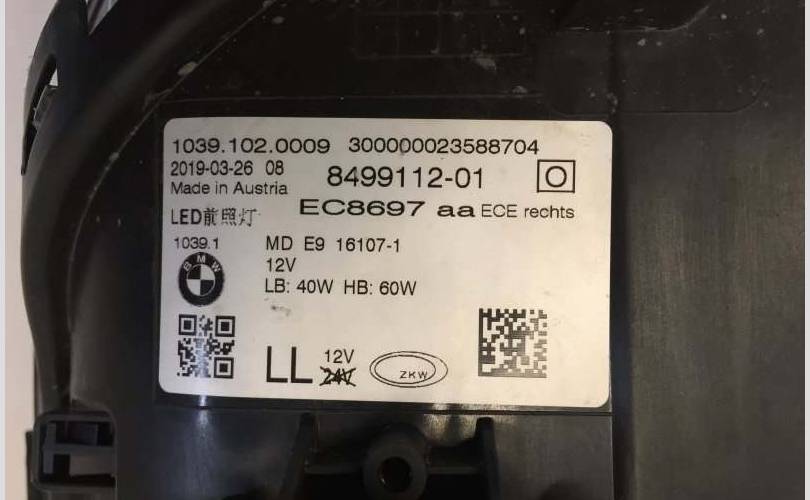 1039.102.0009 300000023588704
2019-03-26 08
8499112-01
O
Made in Austria
EC8697 aa ECE rechts
LED前照灯
1039.1
MD E9 16107-1
BMW
12V
LB: 40W HB: 60W
LL
12V
24V
ZKW